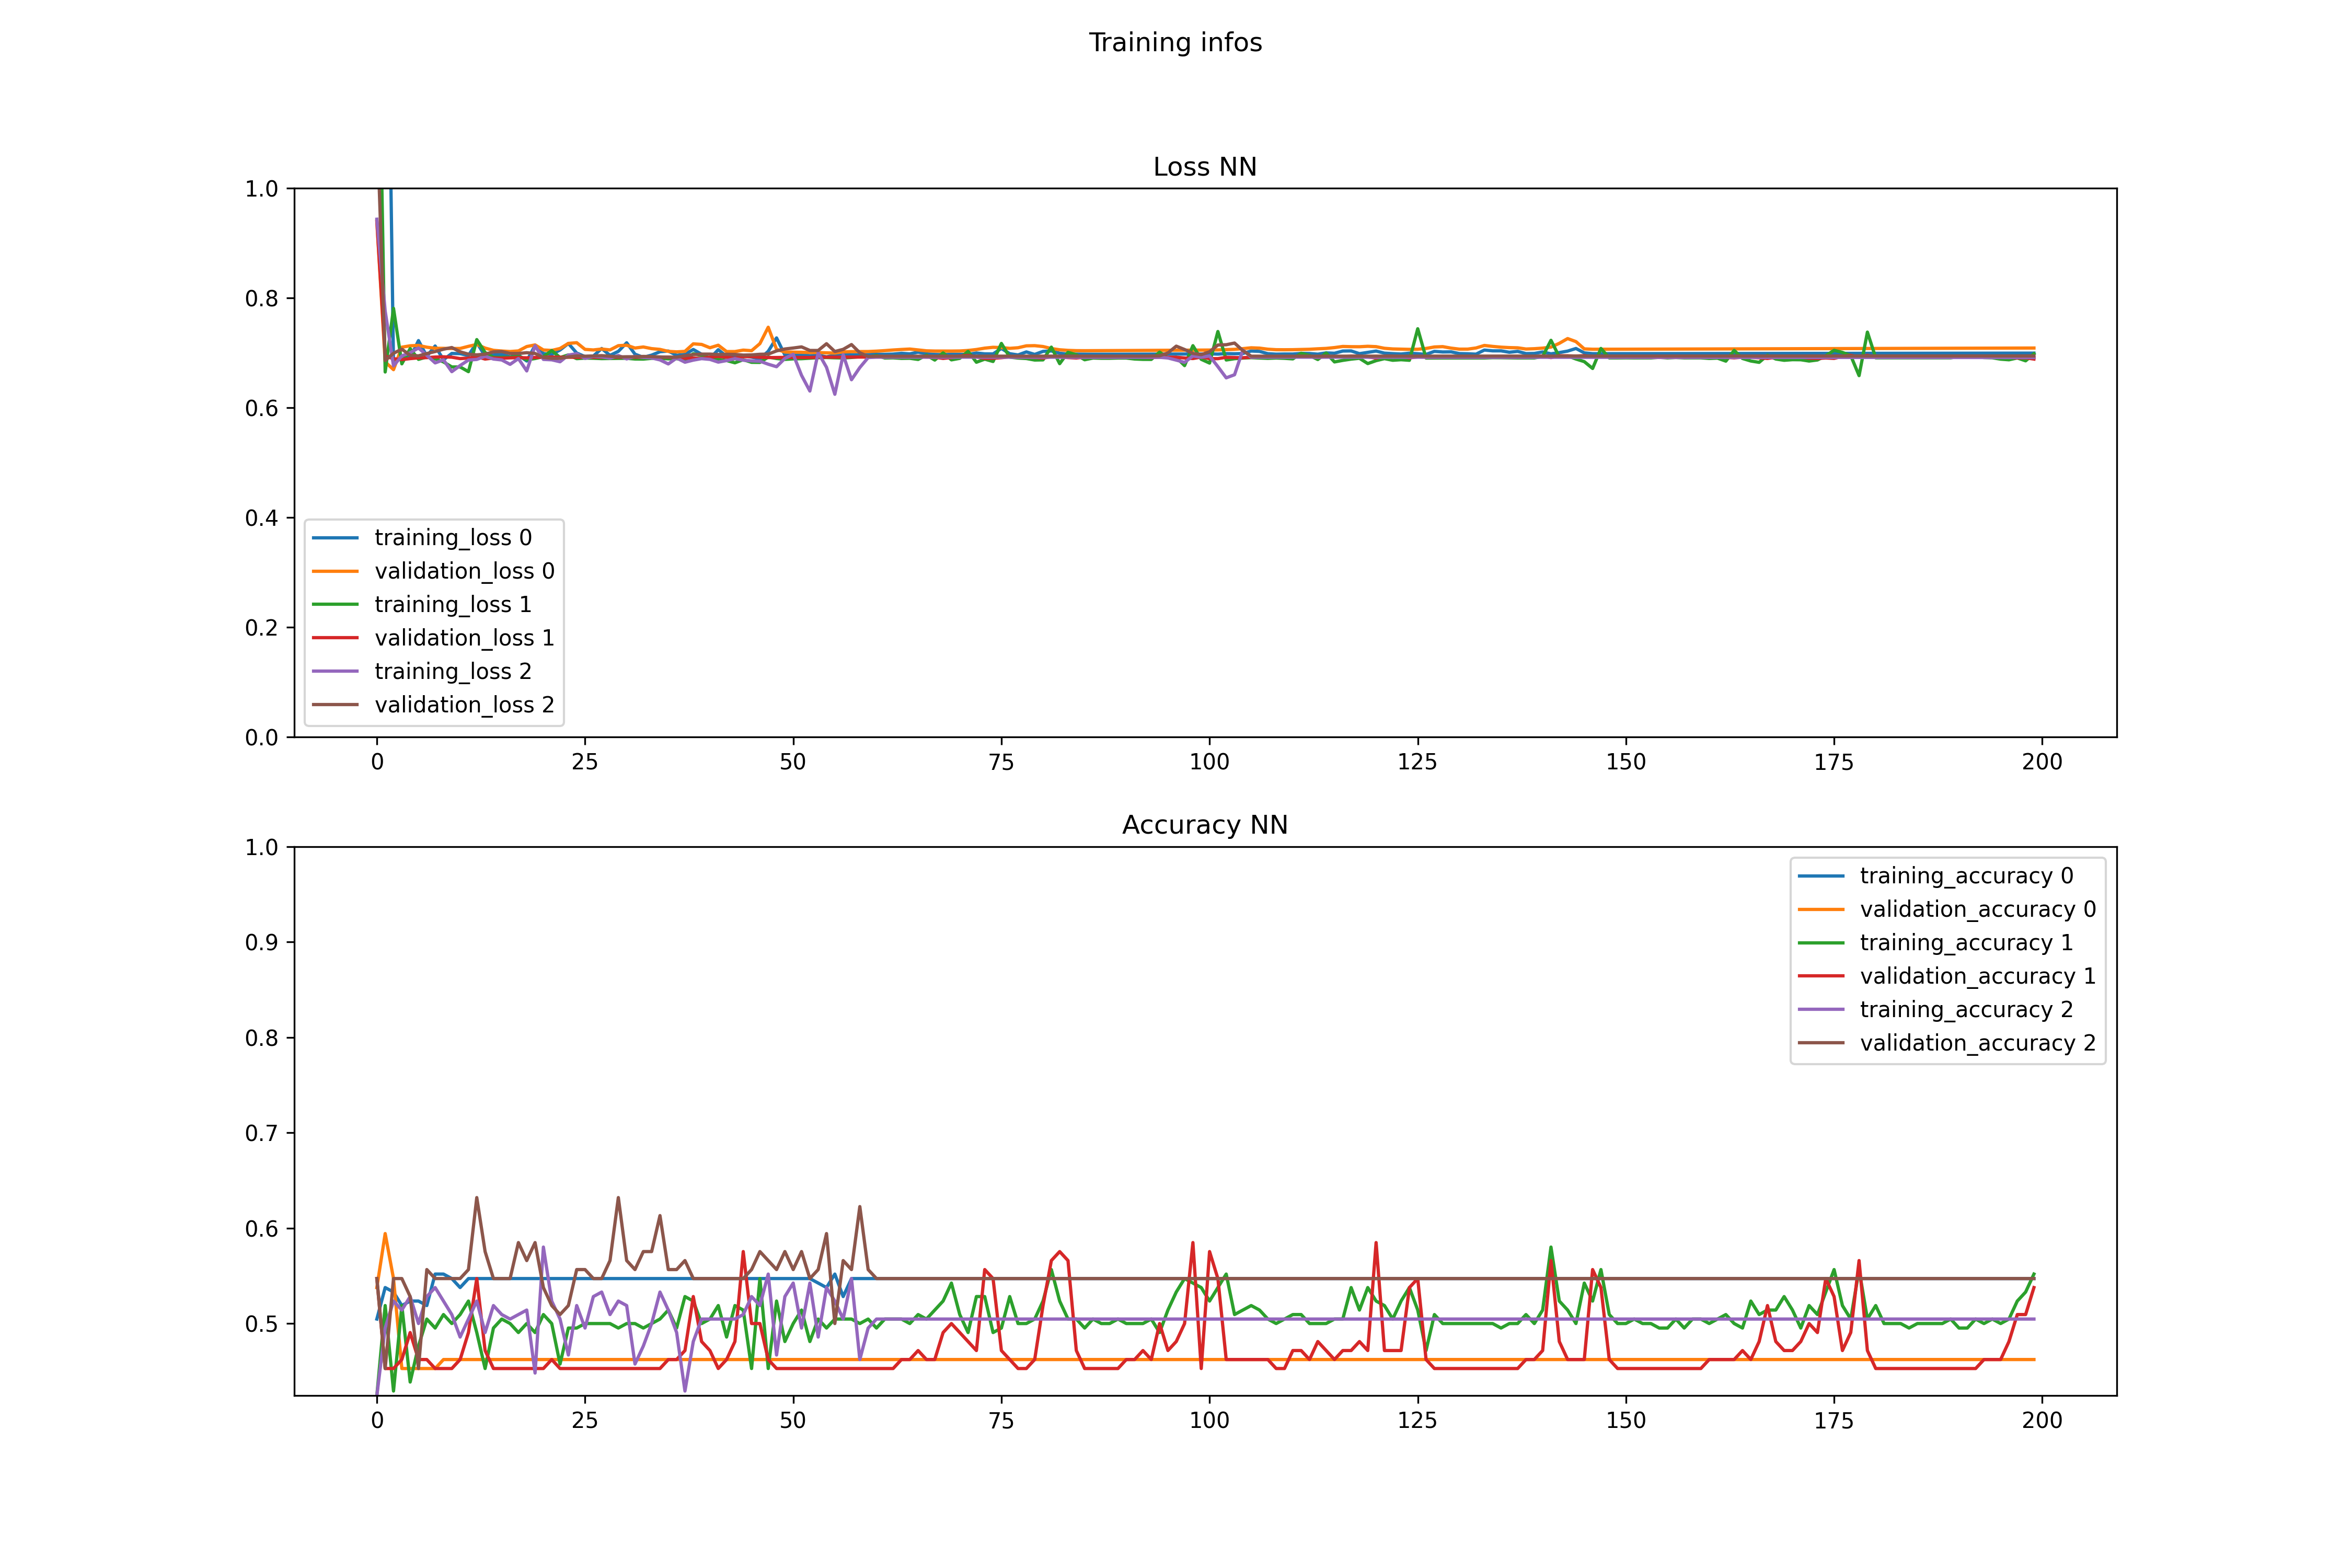 Training infos
Loss NN
1.0
0.8
0.6
0.4
0.2
0.0
training_loss 0
validation_loss 0
training_loss 1
validation_loss 1
training_loss 2
validation_loss 2
0 25 50 75 100 125 150 175 200
Accuracy NN
1.0
0.9
0.8
0.7
0.6
0.5
training_accuracy 0
validation_accuracy 0
training_accuracy 1
validation_accuracy 1
training_accuracy 2
validation_accuracy 2
0 25 50 75 100 125 150 175 200